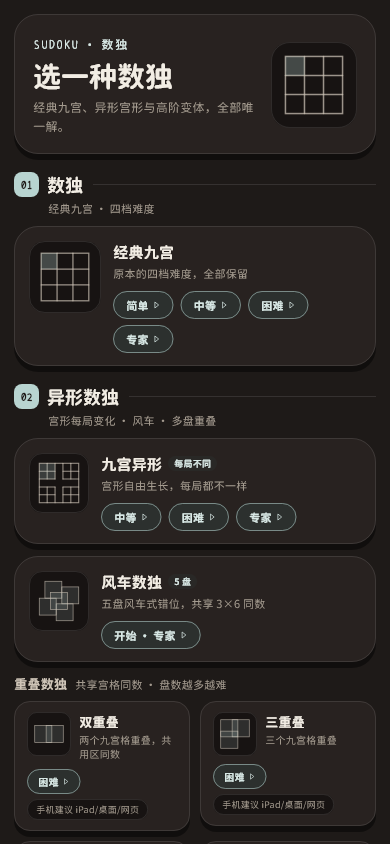 SUDOKU • 数独
选一种数独
经典九宫、异形宫形与高阶变体，全部唯
一解。
01 数独
经典九宫 • 四档难度
经典九宫
原本的四档难度，全部保留
简单 ▷ 中等 ▷ 困难 ▷
专家 ▷
02 异形数独
宫形每局变化 • 风车 • 多盘重叠
九宫异形 每局不同
宫形自由生长，每局都不一样
中等 ▷ 困难 ▷ 专家 ▷
风车数独 5 盘
五盘风车式错位，共享 3×6 同数
开始 • 专家 ▷
重叠数独 共享宫格同数 • 盘数越多越难
双重叠
两个九宫格重叠，共
用区同数
困难 ▷
手机建议 iPad/桌面/网页
三重叠
三个九宫格重叠
困难 ▷
手机建议 iPad/桌面/网页